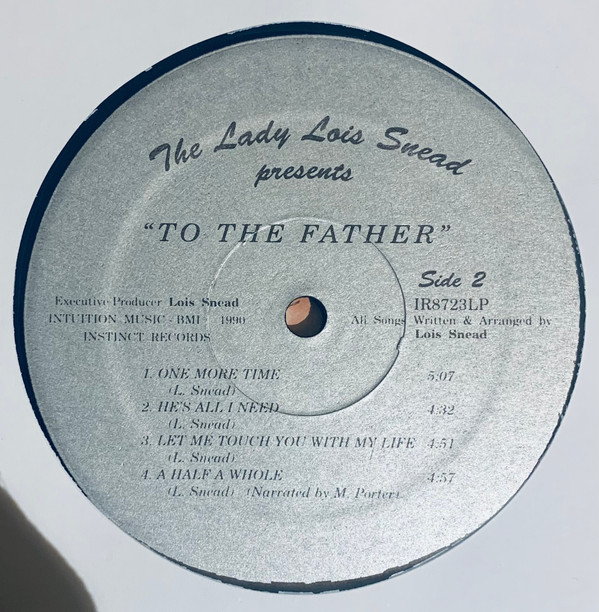 The Lady Lois Snead
presents
"TO THE FATHER"
Side 2
Executive Producer Lois Snead
IR8723LP
INTUITION MUSIC - BMI 1990
All Songs Written & Arranged by
INSTINCT RECORDS
Lois Snead
1. ONE MORE TIME 5:07
(L. Snead)
2. HE'S ALL I NEED 4:32
(L. Snead)
3. LET ME TOUCH YOU WITH MY LIFE 4:51
(L. Snead)
4. A HALF A WHOLE 4:57
(L. Snead) (Narrated by M. Porter)